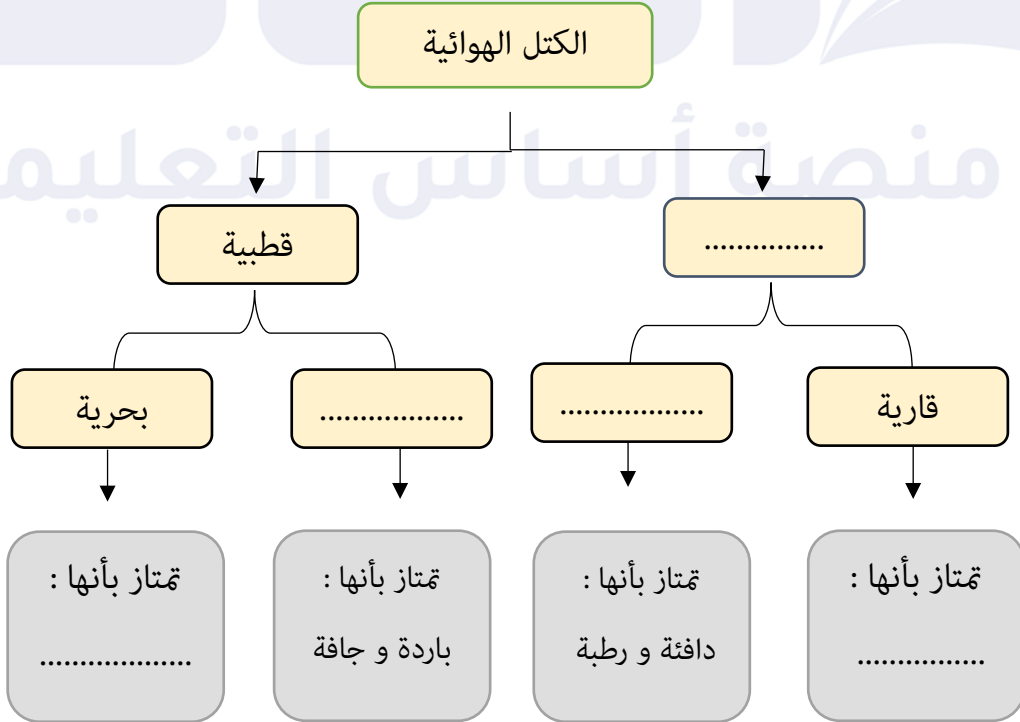 الكتل الهوائية
منصة أساس التعليم
...............
قطبية
قارية
..................
..................
بحرية
تمتاز بأنها :
................
تمتاز بأنها :
دافئة و رطبة
تمتاز بأنها :
باردة و جافة
تمتاز بأنها :
...................